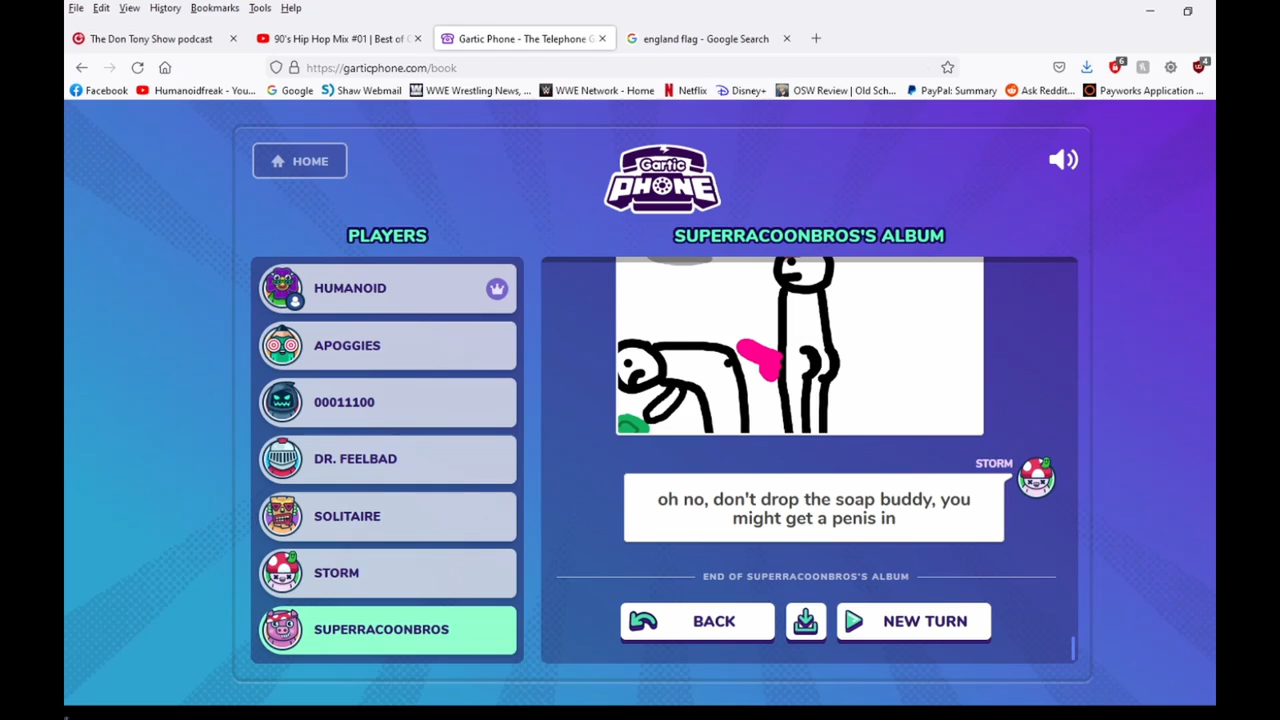 File Edit View History Bookmarks Tools Help
The Don Tony Show podcast
90's Hip Hop Mix #01 | Best of
Gartic Phone - The Telephone G
england flag - Google Search
https://garticphone.com/book
6
4
Facebook
Humanoidfreak - You...
Google
Shaw Webmail
WWE Wrestling News, ...
WWE Network - Home
Netflix
Disney+
OSW Review | Old Sch...
PayPal: Summary
Ask Reddit...
Payworks Application ...
HOME
Gartic
PHONE
PLAYERS
SUPERRACOONBROS'S ALBUM
HUMANOID
APOGGIES
00011100
DR. FEELBAD
SOLITAIRE
STORM
SUPERRACOONBROS
STORM
oh no, don't drop the soap buddy, you
might get a penis in
END OF SUPERRACOONBROS'S ALBUM
BACK
NEW TURN